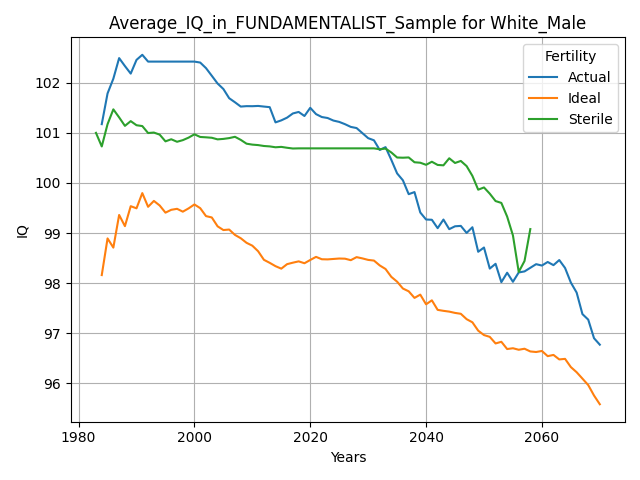 Average_IQ_in_FUNDAMENTALIST_Sample for White_Male
Fertility
Actual
Ideal
Sterile
IQ
102
101
100
99
98
97
96
1980
2000
2020
2040
2060
Years